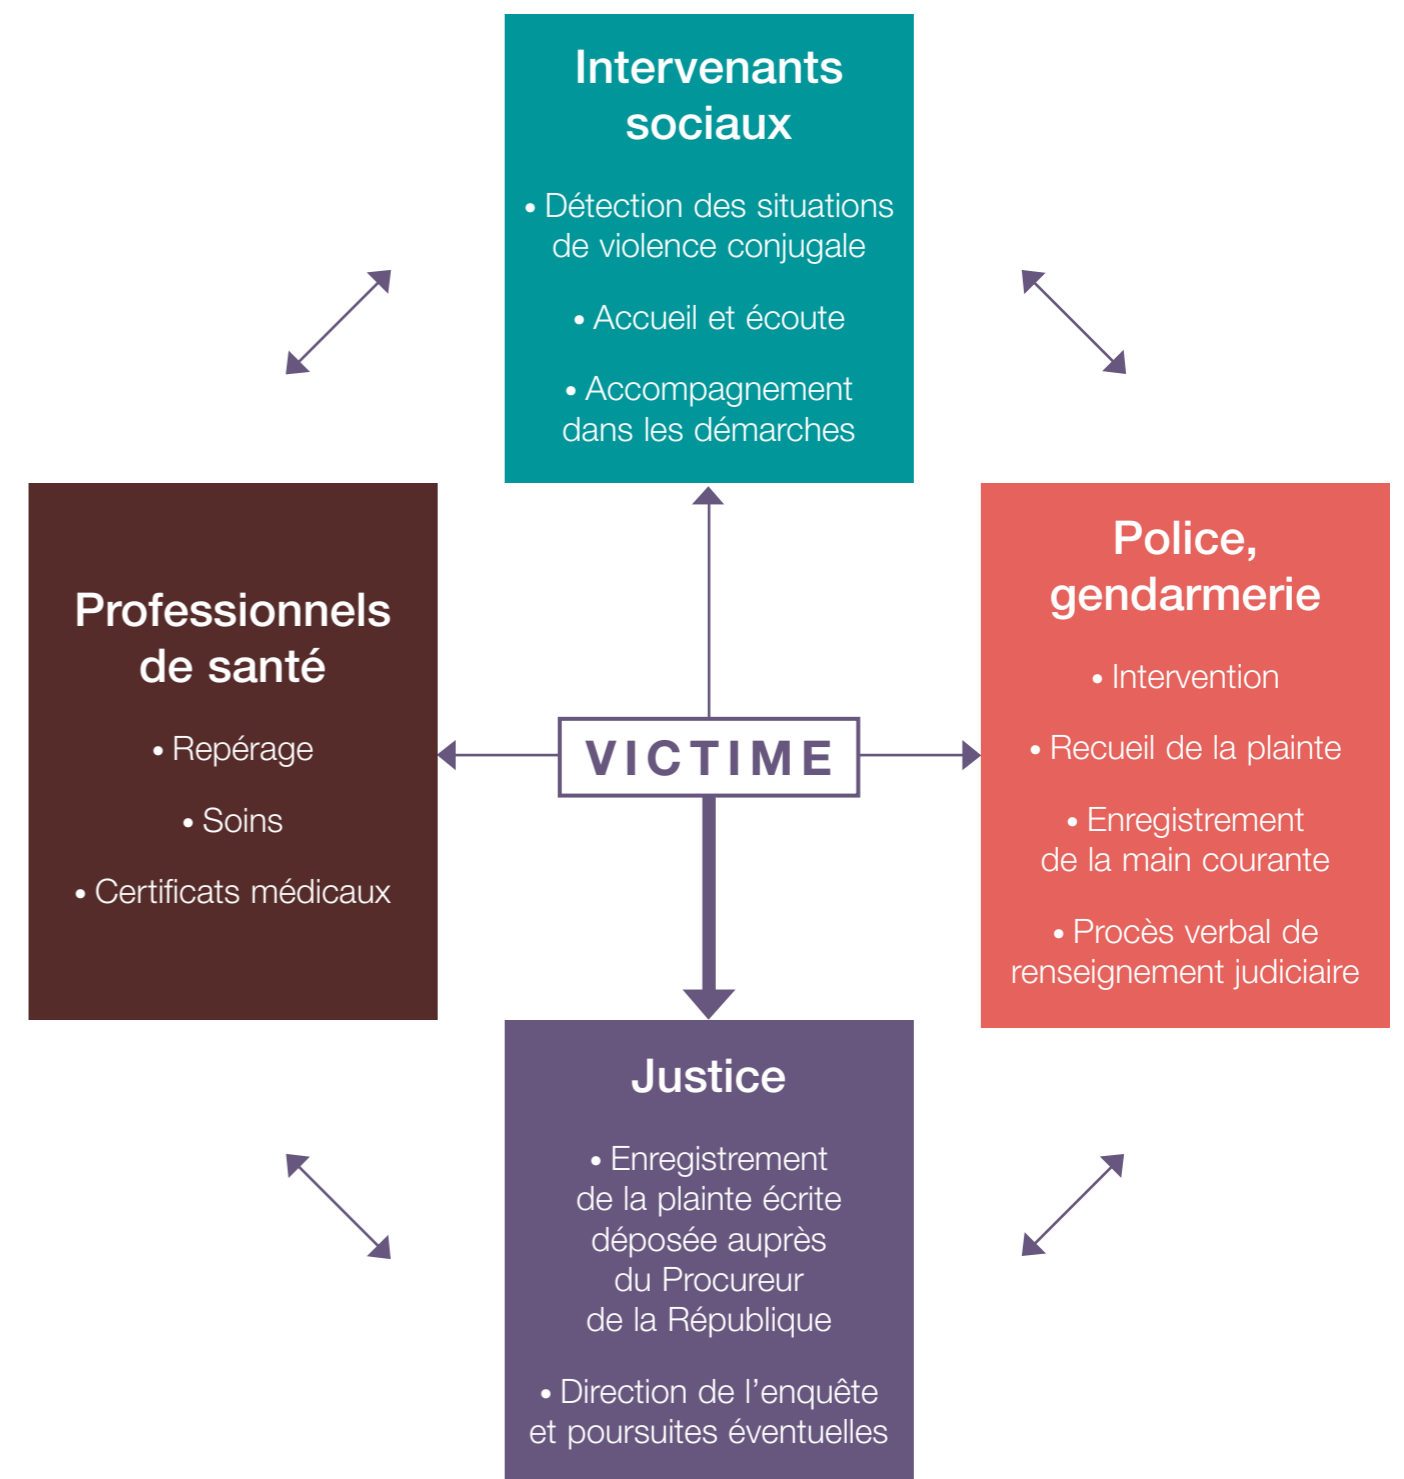 Intervenants
sociaux
• Détection des situations
de violence conjugale
• Accueil et écoute
• Accompagnement
dans les démarches
Professionnels
de santé
• Repérage
• Soins
• Certificats médicaux
VICTIME
Police,
gendarmerie
• Intervention
• Recueil de la plainte
• Enregistrement
de la main courante
• Procès verbal de
renseignement judiciaire
Justice
• Enregistrement
de la plainte écrite
déposée auprès
du Procureur
de la République
• Direction de l’enquête
et poursuites éventuelles